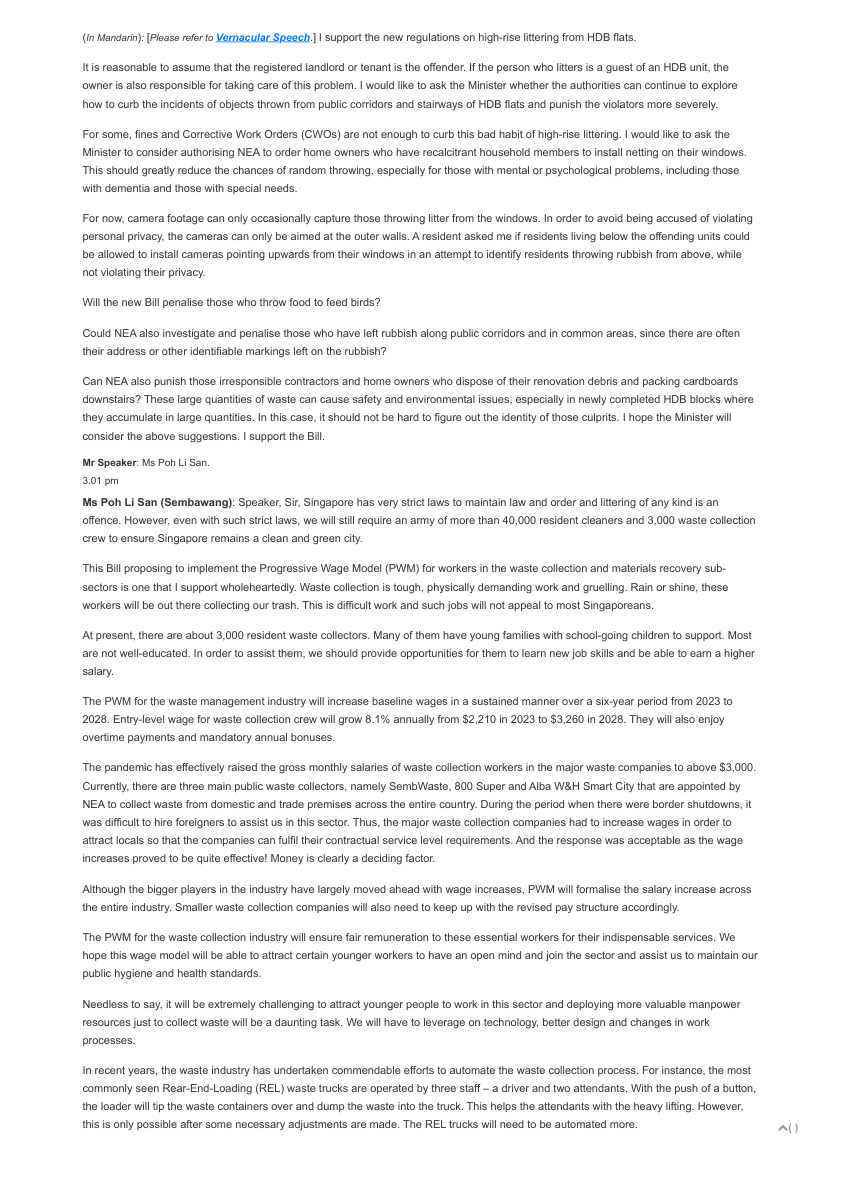 (In Mandarin): [Please refer to Vernacular Speech.] I support the new regulations on high-rise littering from HDB flats.
It is reasonable to assume that the registered landlord or tenant is the offender. If the person who litters is a guest of an HDB unit, the
owner is also responsible for taking care of this problem. I would like to ask the Minister whether the authorities can continue to explore
how to curb the incidents of objects thrown from public corridors and stairways of HDB flats and punish the violators more severely.
For some, fines and Corrective Work Orders (CWOs) are not enough to curb this bad habit of high-rise littering. I would like to ask the
Minister to consider authorising NEA to order home owners who have recalcitrant household members to install netting on their windows.
This should greatly reduce the chances of random throwing, especially for those with mental or psychological problems, including those
with dementia and those with special needs.
For now, camera footage can only occasionally capture those throwing litter from the windows. In order to avoid being accused of violating
personal privacy, the cameras can only be aimed at the outer walls. A resident asked me if residents living below the offending units could
be allowed to install cameras pointing upwards from their windows in an attempt to identify residents throwing rubbish from above, while
not violating their privacy.
Will the new Bill penalise those who throw food to feed birds?
Could NEA also investigate and penalise those who have left rubbish along public corridors and in common areas, since there are often
their address or other identifiable markings left on the rubbish?
Can NEA also punish those irresponsible contractors and home owners who dispose of their renovation debris and packing cardboards
downstairs? These large quantities of waste can cause safety and environmental issues, especially in newly completed HDB blocks where
they accumulate in large quantities. In this case, it should not be hard to figure out the identity of those culprits. I hope the Minister will
consider the above suggestions. I support the Bill.
Mr Speaker: Ms Poh Li San.
3.01 pm
Ms Poh Li San (Sembawang): Speaker, Sir, Singapore has very strict laws to maintain law and order and littering of any kind is an
offence. However, even with such strict laws, we will still require an army of more than 40,000 resident cleaners and 3,000 waste collection
crew to ensure Singapore remains a clean and green city.
This Bill proposing to implement the Progressive Wage Model (PWM) for workers in the waste collection and materials recovery sub-
sectors is one that I support wholeheartedly. Waste collection is tough, physically demanding work and gruelling. Rain or shine, these
workers will be out there collecting our trash. This is difficult work and such jobs will not appeal to most Singaporeans.
At present, there are about 3,000 resident waste collectors. Many of them have young families with school-going children to support. Most
are not well-educated. In order to assist them, we should provide opportunities for them to learn new job skills and be able to earn a higher
salary.
The PWM for the waste management industry will increase baseline wages in a sustained manner over a six-year period from 2023 to
2028. Entry-level wage for waste collection crew will grow 8.1% annually from $2,210 in 2023 to $3,260 in 2028. They will also enjoy
overtime payments and mandatory annual bonuses.
The pandemic has effectively raised the gross monthly salaries of waste collection workers in the major waste companies to above $3,000.
Currently, there are three main public waste collectors, namely SembWaste, 800 Super and Alba W&H Smart City that are appointed by
NEA to collect waste from domestic and trade premises across the entire country. During the period when there were border shutdowns, it
was difficult to hire foreigners to assist us in this sector. Thus, the major waste collection companies had to increase wages in order to
attract locals so that the companies can fulfil their contractual service level requirements. And the response was acceptable as the wage
increases proved to be quite effective! Money is clearly a deciding factor.
Although the bigger players in the industry have largely moved ahead with wage increases, PWM will formalise the salary increase across
the entire industry. Smaller waste collection companies will also need to keep up with the revised pay structure accordingly.
The PWM for the waste collection industry will ensure fair remuneration to these essential workers for their indispensable services. We
hope this wage model will be able to attract certain younger workers to have an open mind and join the sector and assist us to maintain our
public hygiene and health standards.
Needless to say, it will be extremely challenging to attract younger people to work in this sector and deploying more valuable manpower
resources just to collect waste will be a daunting task. We will have to leverage on technology, better design and changes in work
processes.
In recent years, the waste industry has undertaken commendable efforts to automate the waste collection process. For instance, the most
commonly seen Rear-End-Loading (REL) waste trucks are operated by three staff – a driver and two attendants. With the push of a button,
the loader will tip the waste containers over and dump the waste into the truck. This helps the attendants with the heavy lifting. However,
this is only possible after some necessary adjustments are made. The REL trucks will need to be automated more.
( )